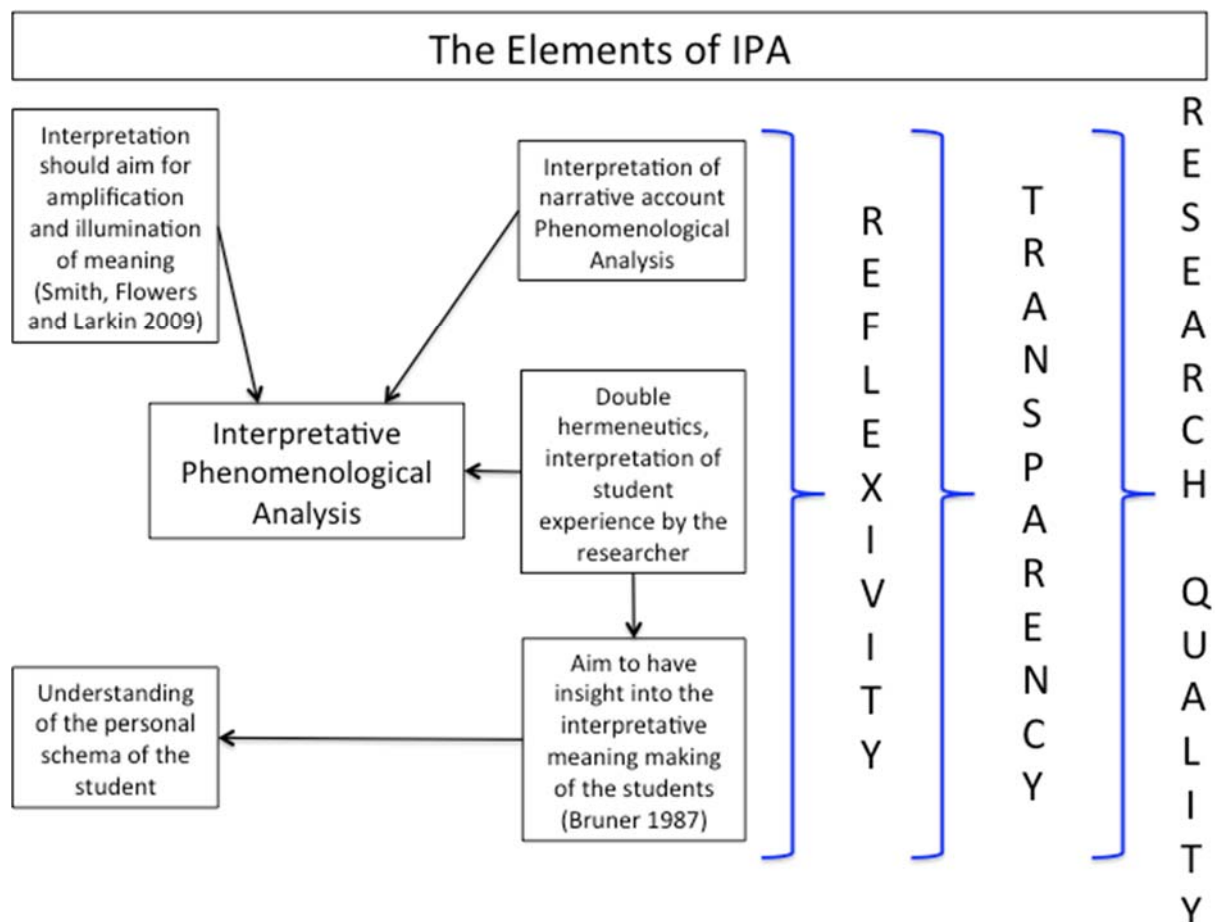 The Elements of IPA
Interpretation
should aim for
amplification
and illumination
of meaning
(Smith, Flowers
and Larkin 2009)
Interpretation of
narrative account
Phenomenological
Analysis
Interpretative
Phenomenological
Analysis
Double
hermeneutics,
interpretation of
student
experience by the
researcher
Understanding
of the personal
schema of the
student
Aim to have
insight into the
interpretative
meaning making
of the students
(Bruner 1987)
REFLEXIVITY
TRANSPARENCY
RESEARCH QUALITY